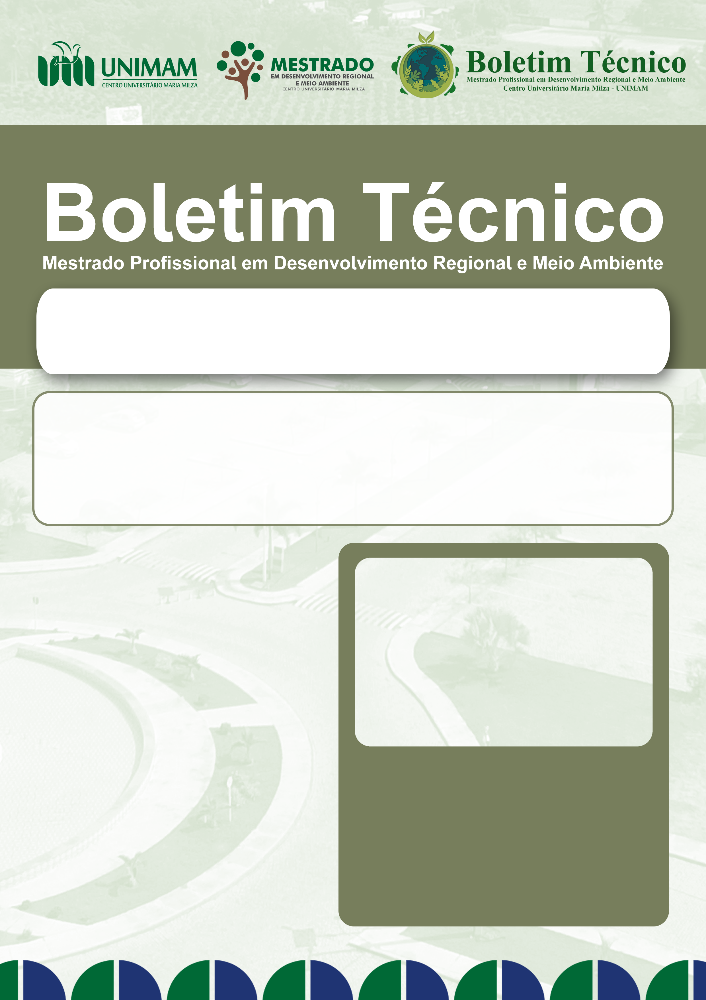 UNIMAM
CENTRO UNIVERSITÁRIO MARIA MILZA
MESTRADO
EM DESENVOLVIMENTO REGIONAL
E MEIO AMBIENTE
CENTRO UNIVERSITÁRIO MARIA MILZA
Boletim Técnico
Mestrado Profissional em Desenvolvimento Regional e Meio Ambiente
Centro Universitário Maria Milza - UNIMAM
Boletim Técnico
Mestrado Profissional em Desenvolvimento Regional e Meio Ambiente